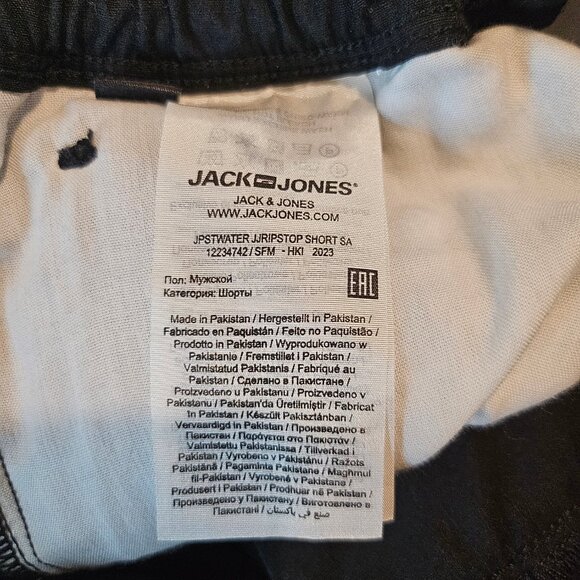 JACK JONES®
JACK & JONES
WWW.JACKJONES.COM
JPSTWATER JJRIPSTOP SHORT SA
12234742 / SFM - HKI 2023
Пол: Мужской
Категория: Шорты
EAC
Made in Pakistan / Hergestellt in Pakistan /
Fabricado en Paquistán / Feito no Paquistão /
Prodotto in Pakistan / Wyprodukowano w
Pakistanie / Fremstillet i Pakistan /
Valmistatud Pakistanis / Fabriqué au
Pakistan / Сделано в Пакистане /
Proizvedeno u Pakistanu / Proizvedeno v
Pakistanu / Pakistan'da Üretilmiştir / Fabricat
în Pakistan / Készült Pakisztánban /
Vervaardigd in Pakistan / Произведено в
Пакистан / Παράγεται στο Πακιστάν /
Valmistettu Pakistanissa / Tillverkad i
Pakistan / Vyrobeno v Pákistánu / Ražots
Pakistānā / Pagaminta Pakistane / Maghmul
fil-Pakistan / Vyrobené v Pakistane /
Produsert i Pakistan / Prodhuar në Pakistan /
Произведено у Пакистану / Виготовлено в
Пакистані / صنع في باكستان